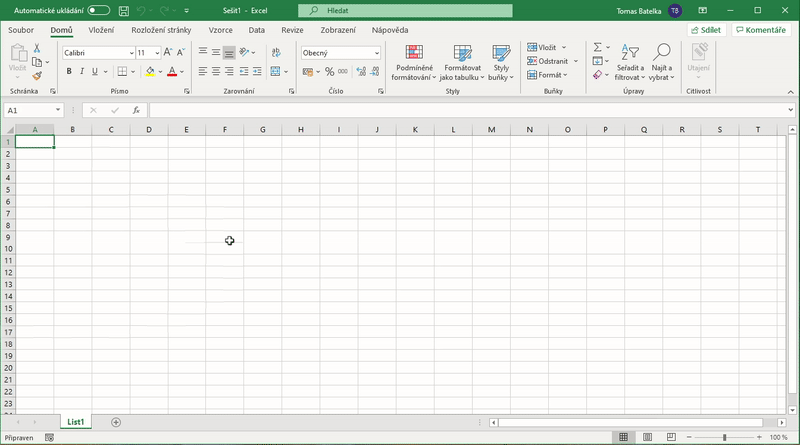 Automatické ukládání Sešit1 - Excel Hledat Tomas Batelka TB
Soubor Domů Vložení Rozložení stránky Vzorce Data Revize Zobrazení Nápověda Sdílet Komentáře
Calibri 11 Obecný
Vložit
B I U
% 000
Podmíněné formátování
Formátovat jako tabulku
Styly buňky
Vložit
Odstranit
Formát
Seřadit a filtrovat
Najít a vybrat
Utajení
Schránka Písmo Zarovnání Číslo Styly Buňky Úpravy Citlivost
A1 fx
A B C D E F G H I J K L M N O P Q R S T
1
2
3
4
5
6
7
8
9
10
11
12
13
14
15
16
17
18
19
20
21
22
23
List1
Připraven 100 %